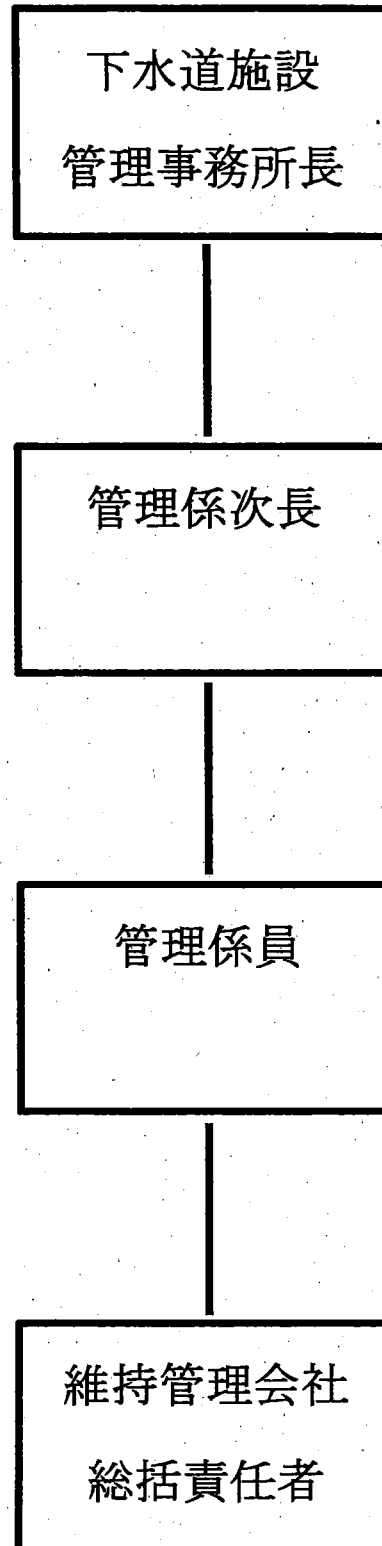 下水道施設
管理事務所長
管理係次長
管理係員
維持管理会社
総括責任者